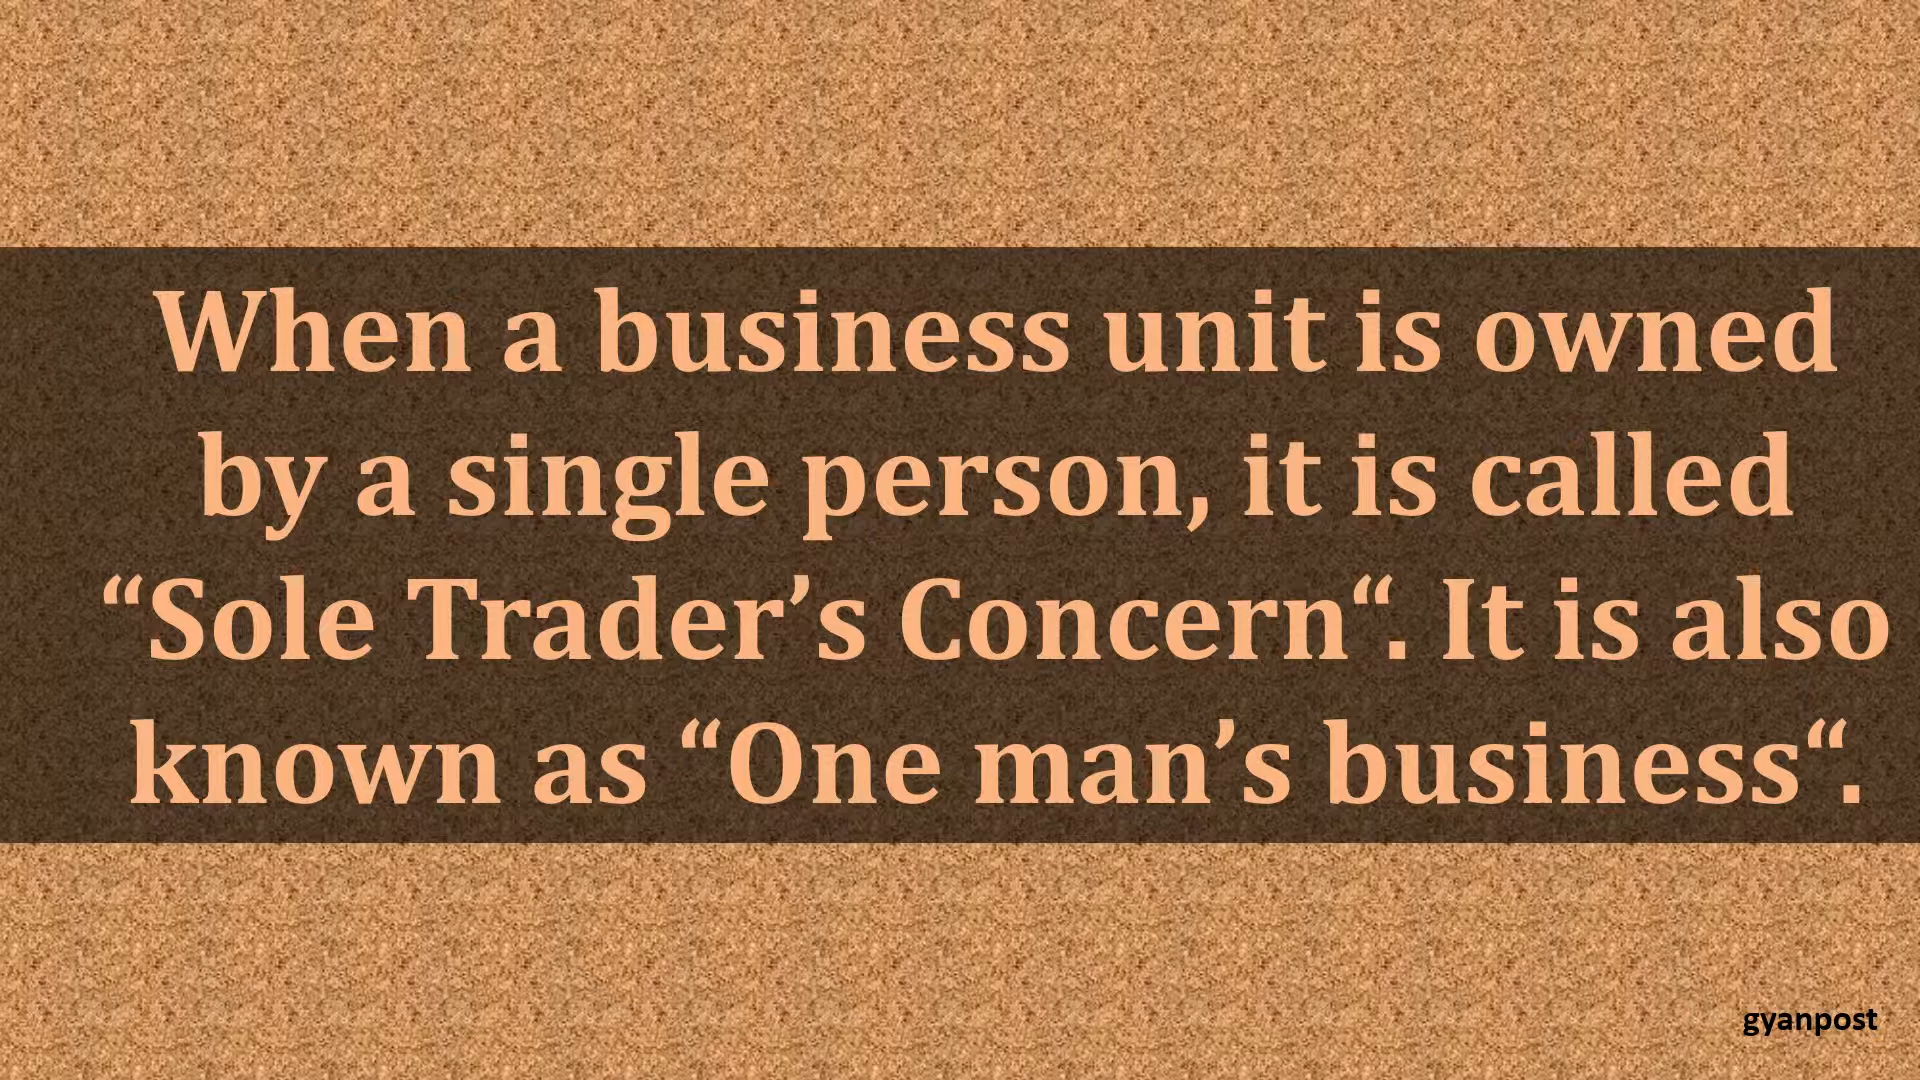 When a business unit is owned
by a single person, it is called
“Sole Trader’s Concern“. It is also
known as “One man’s business“.
gyanpost